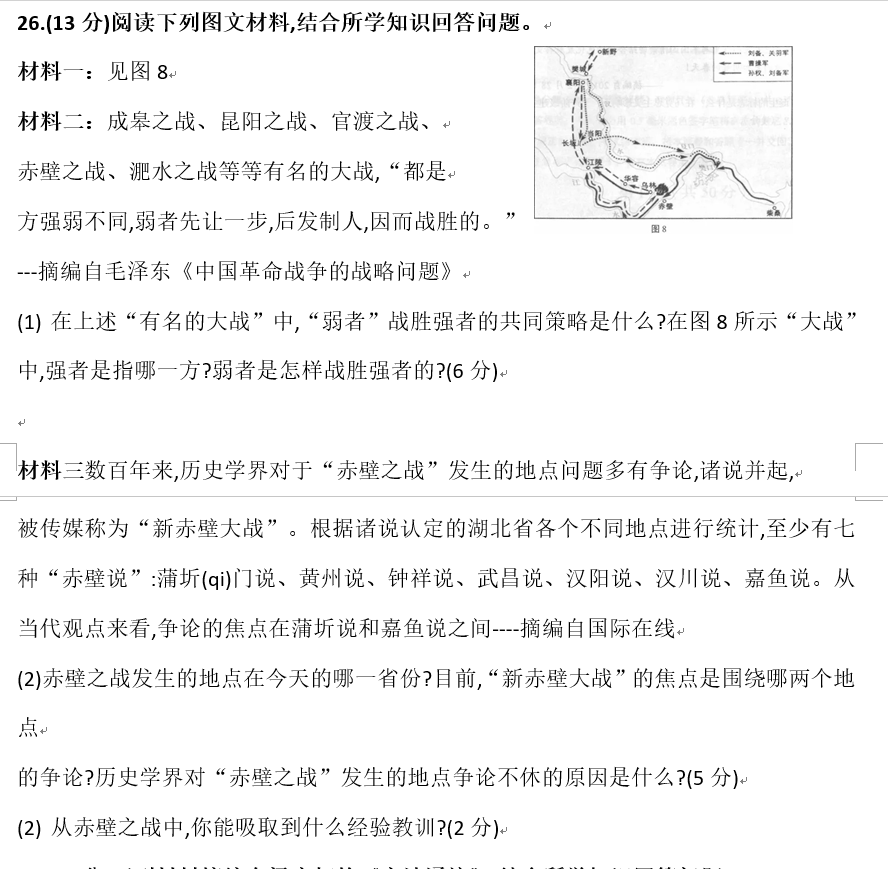 26.(13 分)阅读下列图文材料,结合所学知识回答问题。
材料一：见图 8
材料二：成皋之战、昆阳之战、官渡之战、
赤壁之战、淝水之战等等有名的大战,“都是
方强弱不同,弱者先让一步,后发制人,因而战胜的。”
---摘编自毛泽东《中国革命战争的战略问题》
刘备、关羽军
曹操军
孙权、刘备军
新野
樊城
襄阳
当阳
长坂
江陵
华容
乌林
赤壁
柴桑
图 8
(1) 在上述“有名的大战”中,“弱者”战胜强者的共同策略是什么?在图 8 所示“大战”
中,强者是指哪一方?弱者是怎样战胜强者的?(6 分)
材料三数百年来,历史学界对于“赤壁之战”发生的地点问题多有争论,诸说并起,
被传媒称为“新赤壁大战”。根据诸说认定的湖北省各个不同地点进行统计,至少有七
种“赤壁说”:蒲圻(qi)门说、黄州说、钟祥说、武昌说、汉阳说、汉川说、嘉鱼说。从
当代观点来看,争论的焦点在蒲圻说和嘉鱼说之间----摘编自国际在线
(2)赤壁之战发生的地点在今天的哪一省份?目前,“新赤壁大战”的焦点是围绕哪两个地
点
的争论?历史学界对“赤壁之战”发生的地点争论不休的原因是什么?(5 分)
(2) 从赤壁之战中,你能吸取到什么经验教训?(2 分)